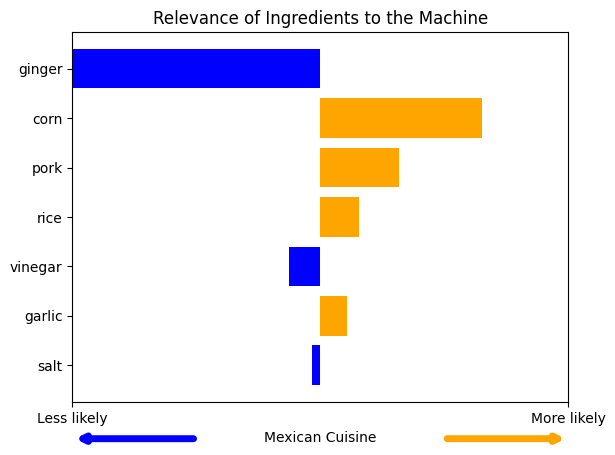 Relevance of Ingredients to the Machine
ginger
corn
pork
rice
vinegar
garlic
salt
Less likely
More likely
Mexican Cuisine